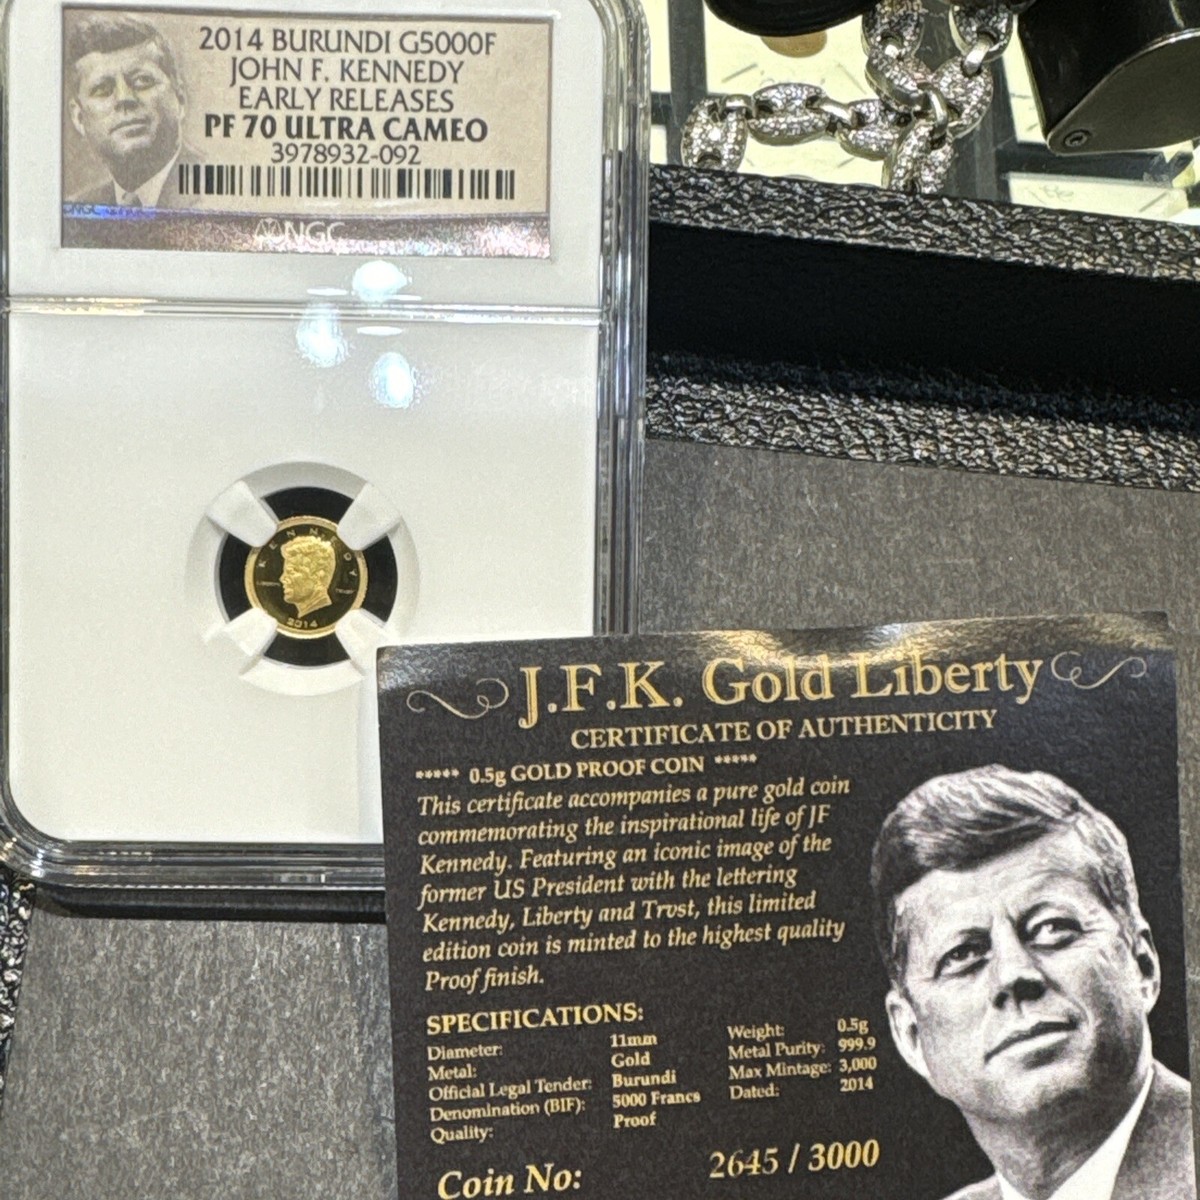 2014 BURUNDI G5000F
JOHN F. KENNEDY
EARLY RELEASES
PF 70 ULTRA CAMEO
3978932-092
NGC
NGC
KENNEDY
2014
J.F.K. Gold Liberty
CERTIFICATE OF AUTHENTICITY
***** 0.5g GOLD PROOF COIN *****
This certificate accompanies a pure gold coin
commemorating the inspirational life of JF
Kennedy. Featuring an iconic image of the
former US President with the lettering
Kennedy, Liberty and Trvst, this limited
edition coin is minted to the highest quality
Proof finish.
SPECIFICATIONS:
Diameter: 11mm Weight: 0.5g
Metal: Gold Metal Purity: 999.9
Official Legal Tender: Burundi Max Mintage: 3,000
Denomination (BIF): 5000 Francs Dated: 2014
Quality: Proof
Coin No: 2645 / 3000